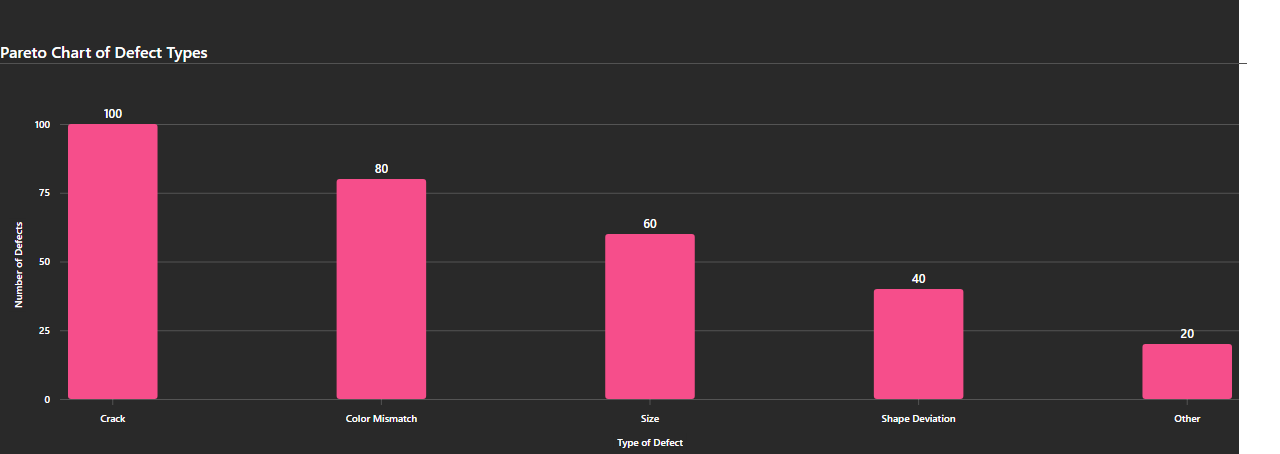 Pareto Chart of Defect Types
100
100
80
75
60
50
40
25
20
0
Number of Defects
Crack
Color Mismatch
Size
Shape Deviation
Other
Type of Defect